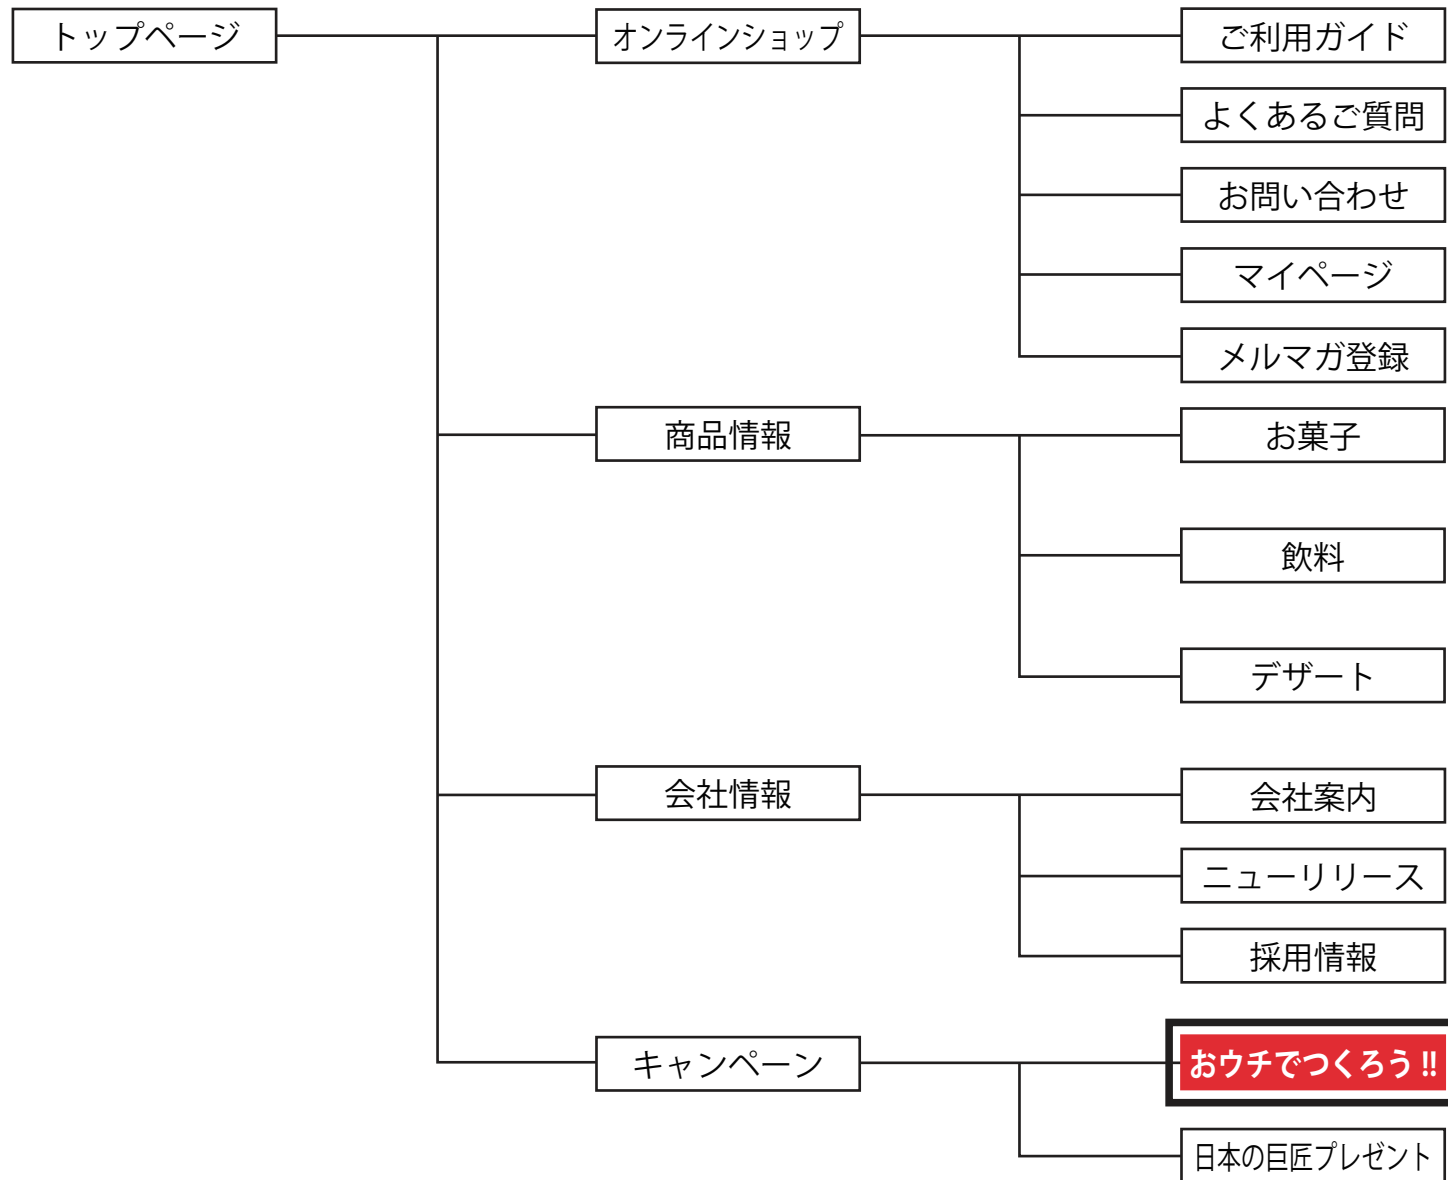 トップページ
オンラインショップ
ご利用ガイド
よくあるご質問
お問い合わせ
マイページ
メルマガ登録
商品情報
お菓子
飲料
デザート
会社情報
会社案内
ニューリリース
採用情報
キャンペーン
おウチでつくろう!!
日本の巨匠プレゼント